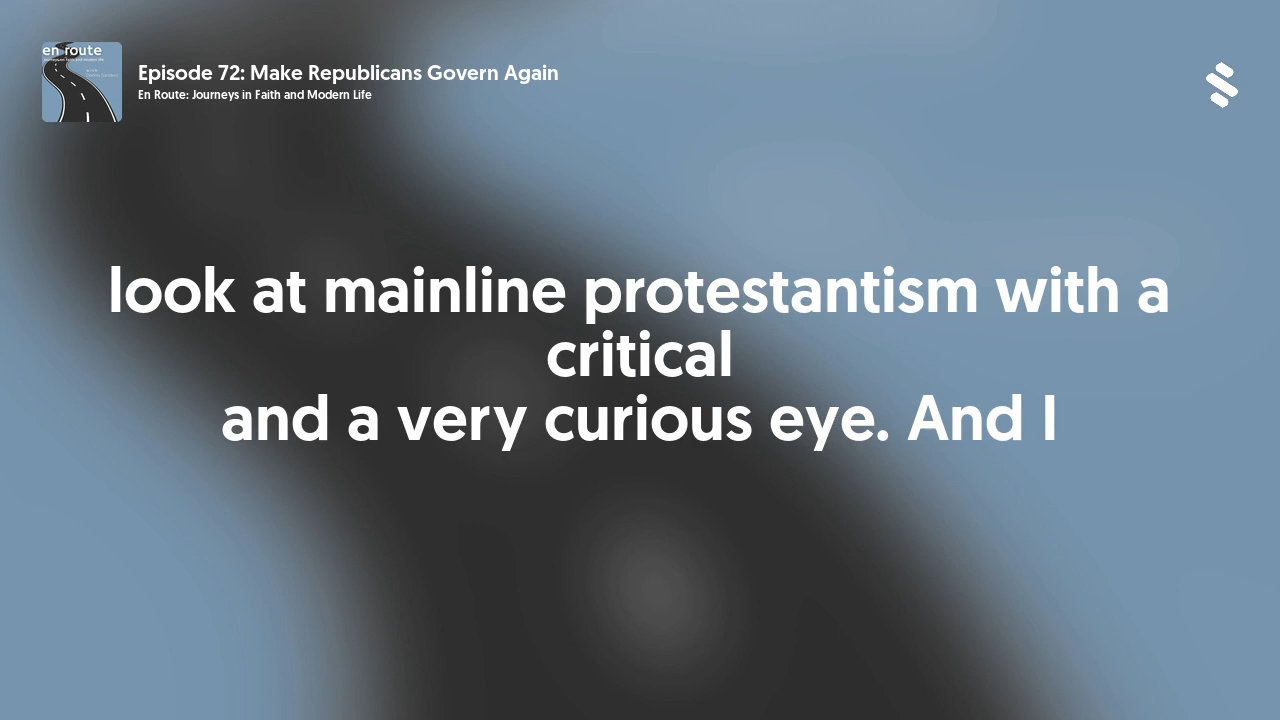 en route
Episode 72: Make Republicans Govern Again
En Route: Journeys in Faith and Modern Life
look at mainline protestantism with a
critical
and a very curious eye. And I